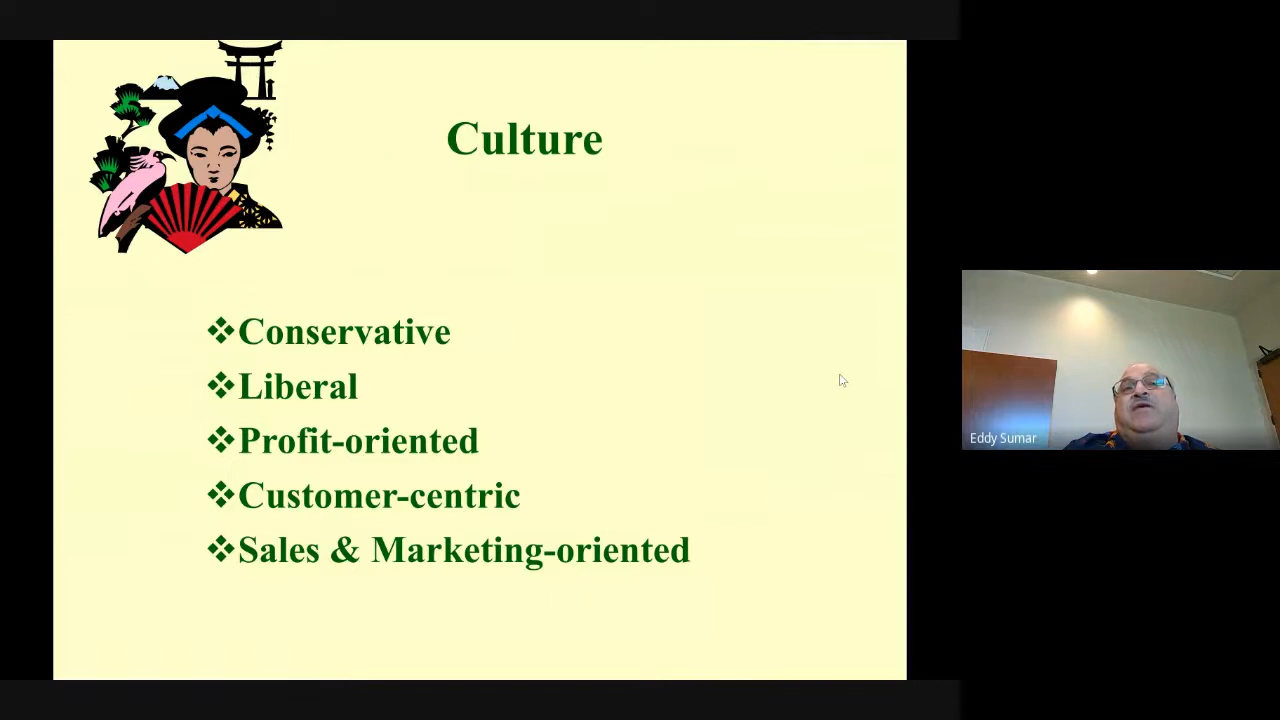 Culture
❖Conservative
❖Liberal
❖Profit-oriented
❖Customer-centric
❖Sales & Marketing-oriented
Eddy Sumar